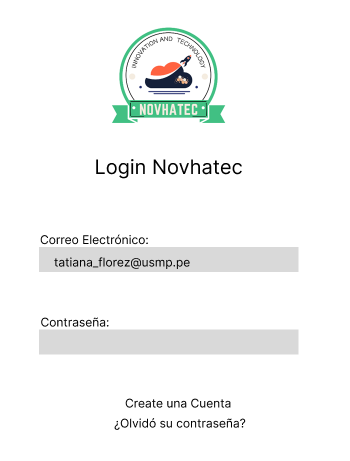 INNOVATION AND TECHNOLOGY
NOVHATEC
Login Novhatec
Correo Electrónico:
tatiana_florez@usmp.pe
Contraseña:
Create una Cuenta
¿Olvidó su contraseña?